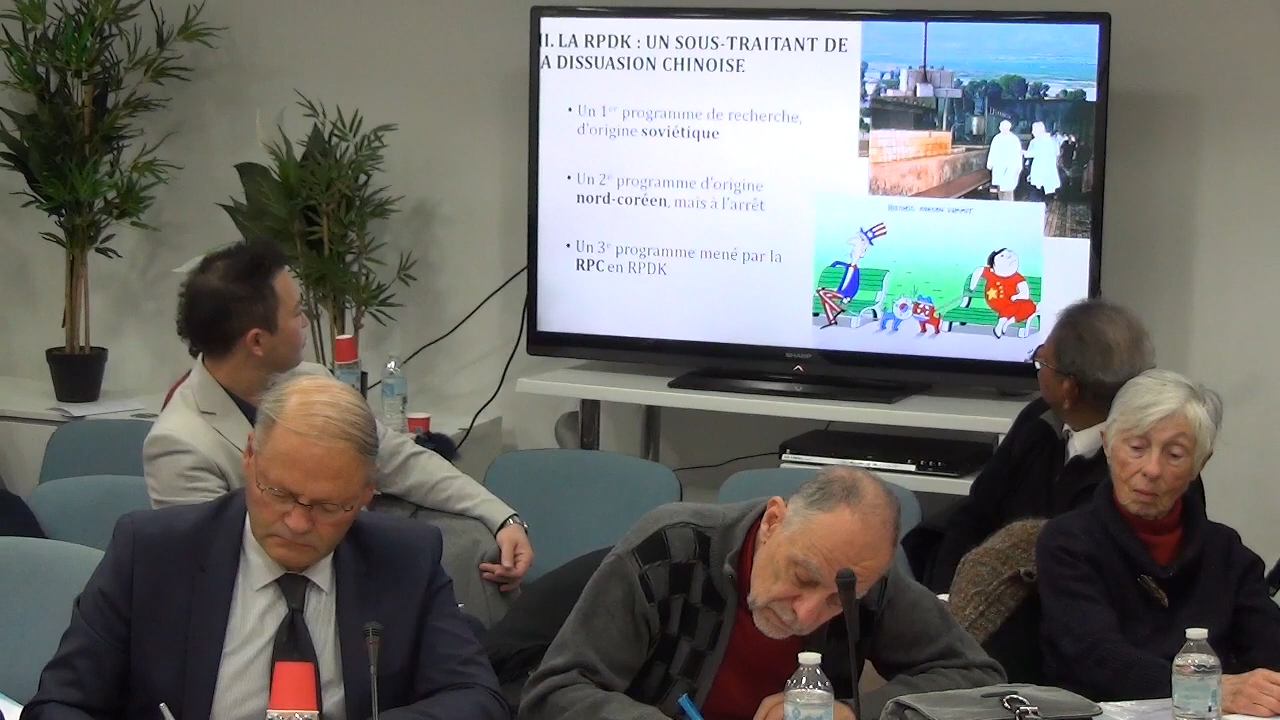 II. LA RPDK : UN SOUS-TRAITANT DE
A DISSUASION CHINOISE
• Un 1er programme de recherche,
d'origine soviétique
• Un 2e programme d'origine
nord-coréen, mais à l'arrêt
• Un 3e programme mené par la
RPC en RPDK
SHARP